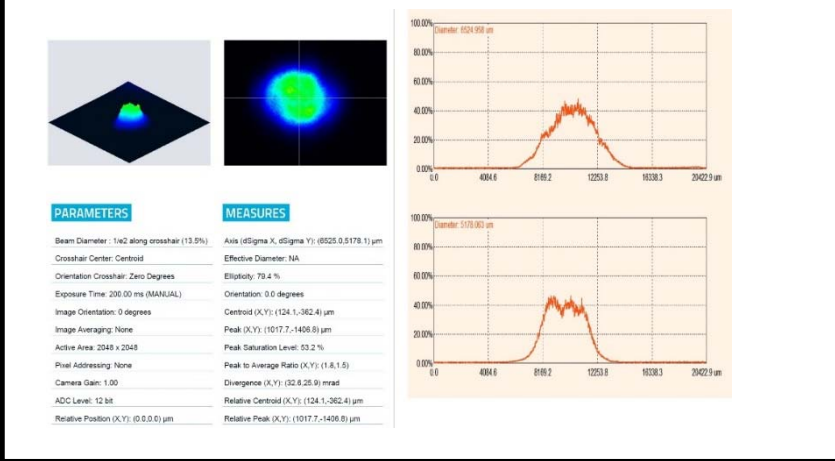 PARAMETERS
Beam Diameter : 1/e2 along crosshair (13.5%)
Crosshair Center: Centroid
Orientation Crosshair: Zero Degrees
Exposure Time: 200.00 ms (MANUAL)
Image Orientation: 0 degrees
Image Averaging: None
Active Area: 2048 x 2048
Pixel Addressing: None
Camera Gain: 1.00
ADC Level: 12 bit
Relative Position (X,Y): (0.0,0.0) µm
MEASURES
Axis (dSigma X, dSigma Y): (6525.0,5178.1) µm
Effective Diameter: NA
Ellipticity: 79.4 %
Orientation: 0.0 degrees
Centroid (X,Y): (124.1,-362.4) µm
Peak (X,Y): (1017.7,-1406.8) µm
Peak Saturation Level: 53.2 %
Peak to Average Ratio (X,Y): (1.8,1.5)
Divergence (X,Y): (32.6,25.9) mrad
Relative Centroid (X,Y): (124.1,-362.4) µm
Relative Peak (X,Y): (1017.7,-1406.8) µm
Diameter: 6524.958 um
100.00%
80.00%
60.00%
40.00%
20.00%
0.00%
0.0 4084.6 8169.2 12253.8 16338.3 20422.9 um
Diameter: 5178.063 um
100.00%
80.00%
60.00%
40.00%
20.00%
0.00%
0.0 4084.6 8169.2 12253.8 16338.3 20422.9 um